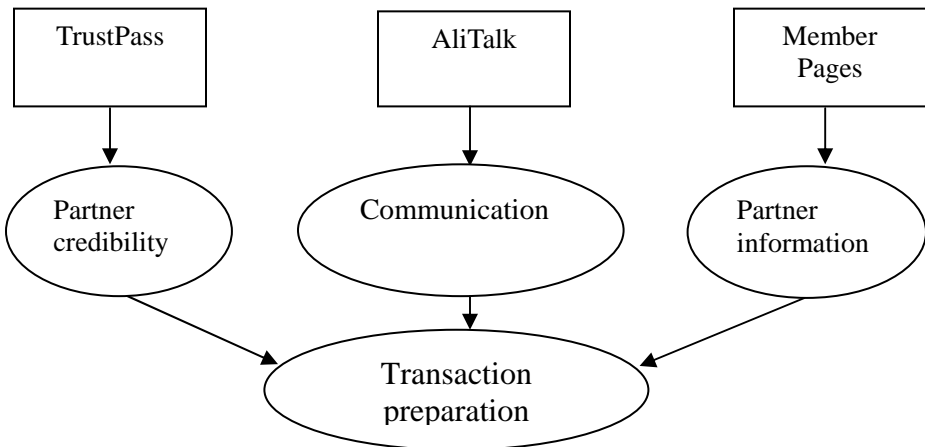 TrustPass
AliTalk
Member
Pages
Partner
credibility
Communication
Partner
information
Transaction
preparation